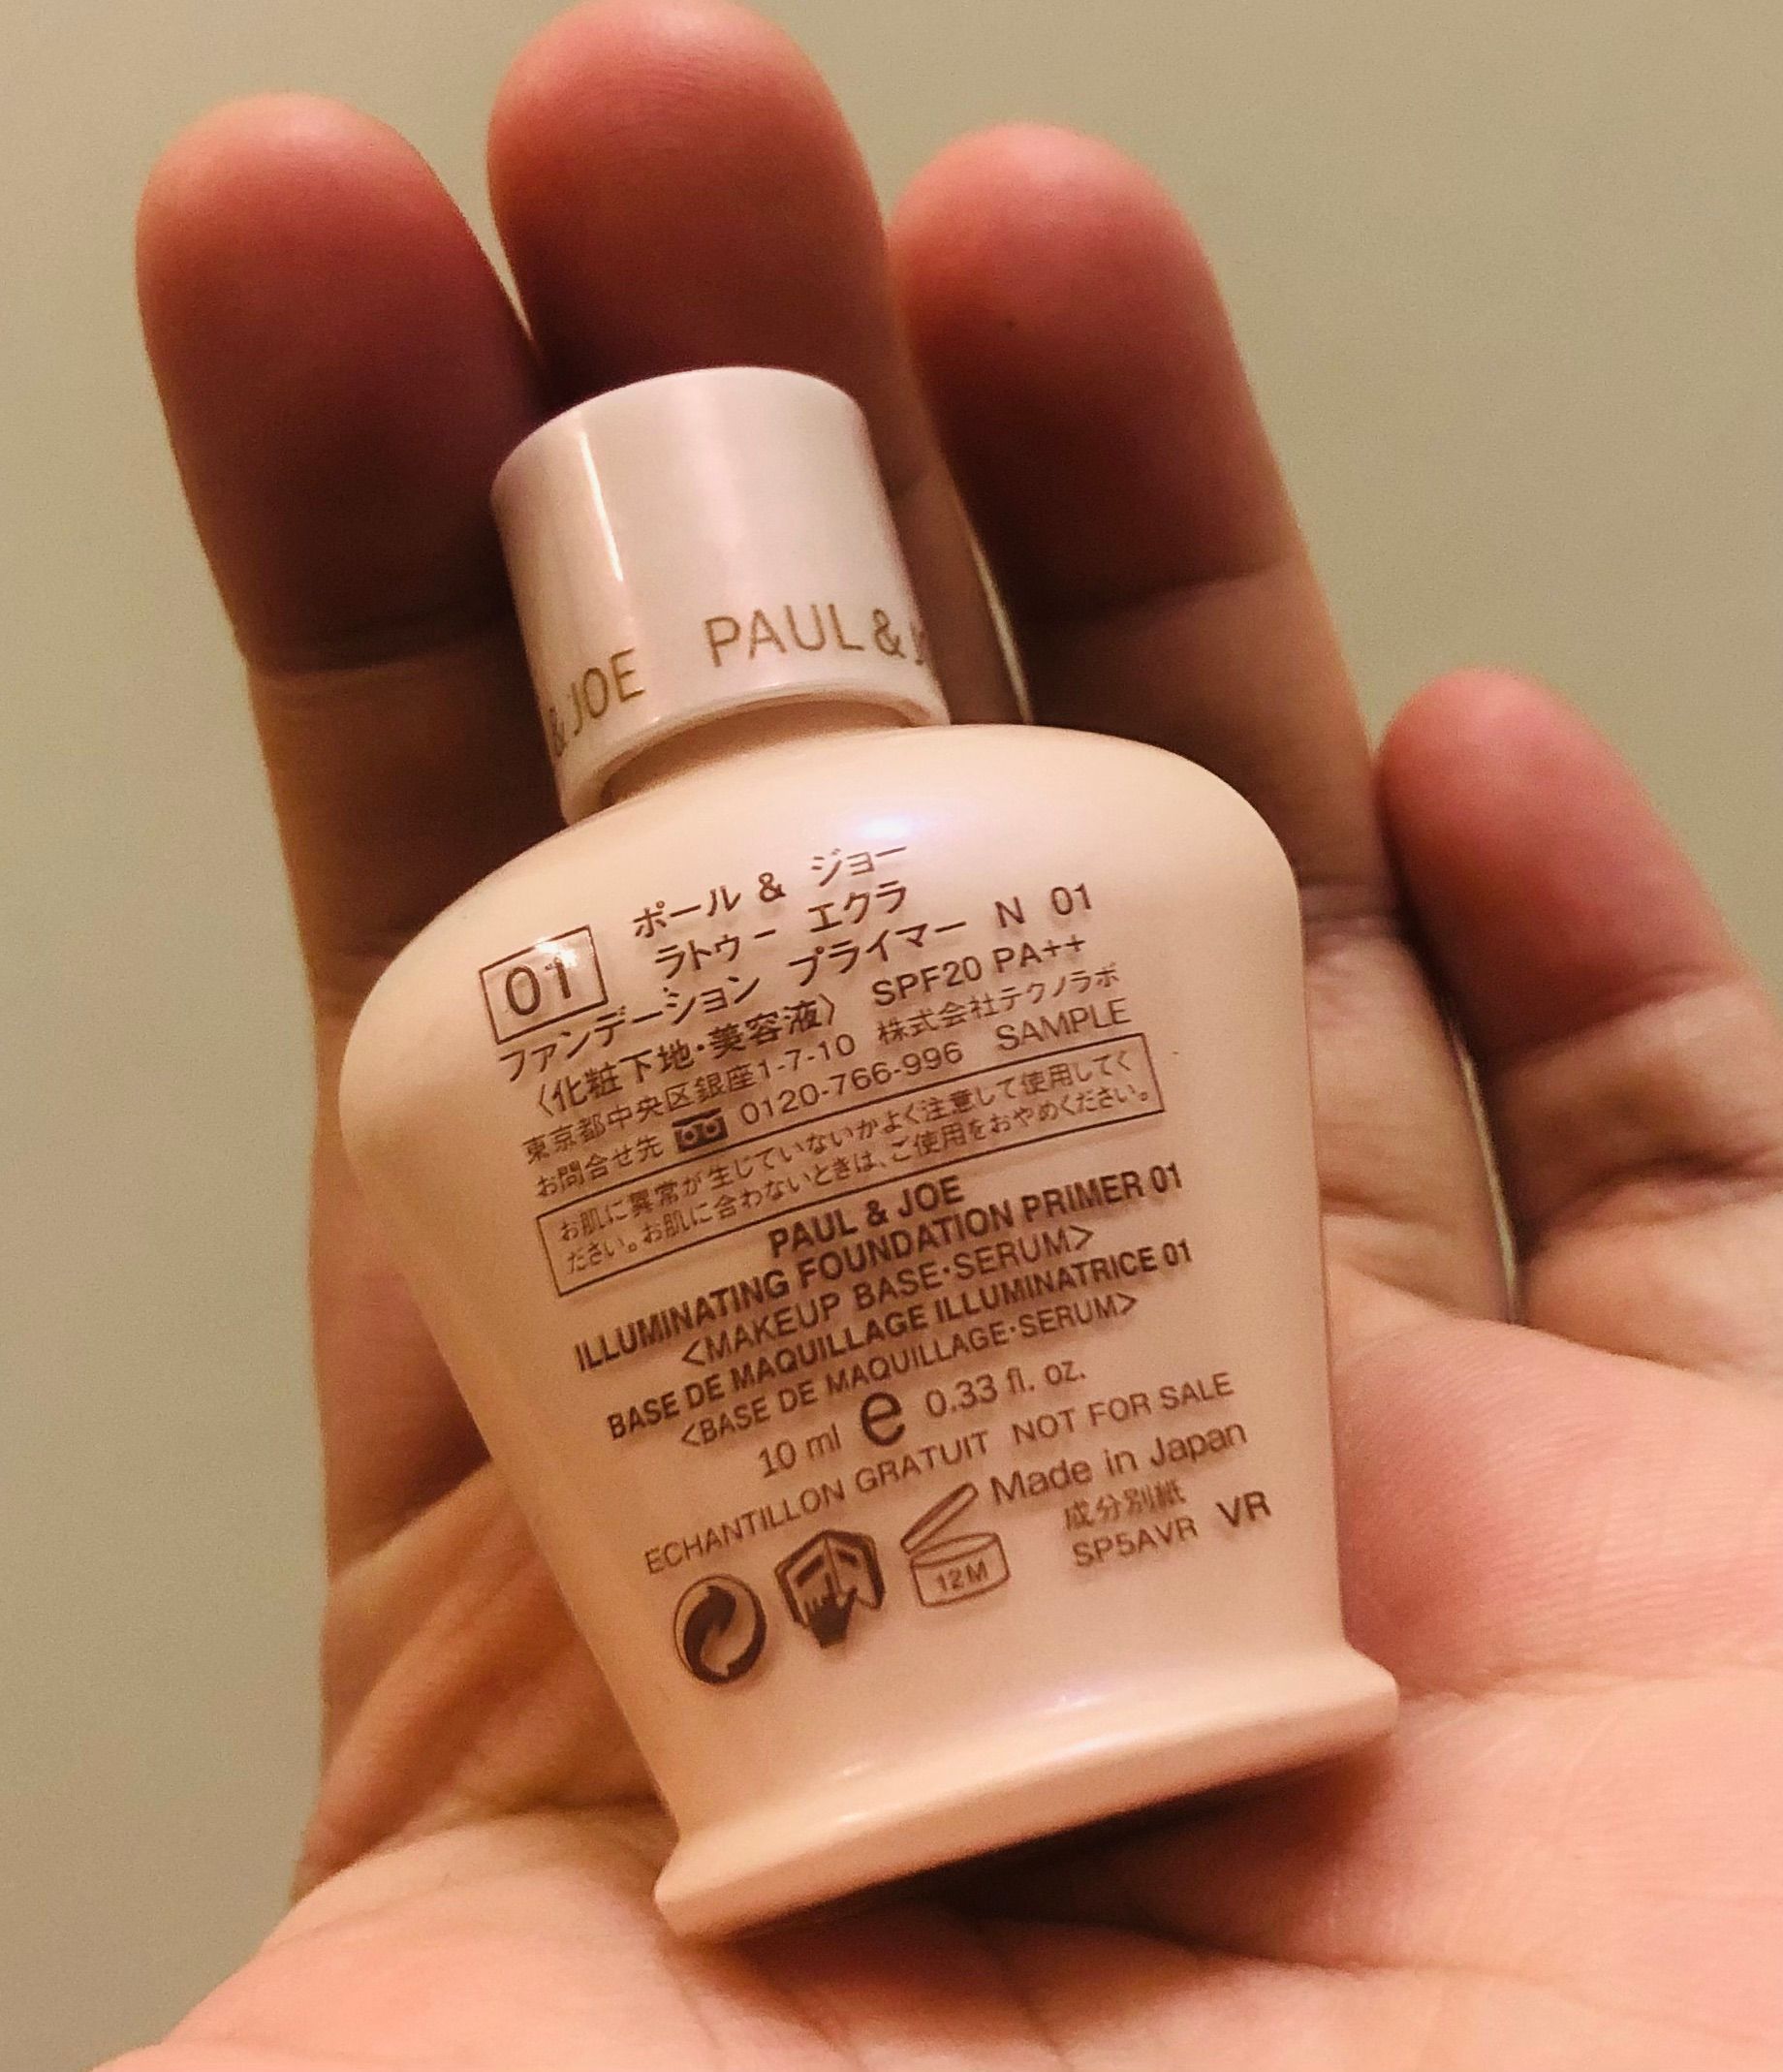 & JOE PAUL & JO
01
ポール & ジョー
ラトゥー エクラ
ファンデーション プライマー N 01
〈化粧下地・美容液〉 SPF20 PA++
東京都中央区銀座1-7-10 株式会社テクノラボ
お問合せ先 0120-766-996 SAMPLE
お肌に異常が生じていないかよく注意して使用してく
ださい。お肌に合わないときは、ご使用をおやめください。
PAUL & JOE
ILLUMINATING FOUNDATION PRIMER 01
<MAKEUP BASE・SERUM>
BASE DE MAQUILLAGE ILLUMINATRICE 01
<BASE DE MAQUILLAGE・SERUM>
10 ml e 0.33 fl. oz.
ECHANTILLON GRATUIT NOT FOR SALE
Made in Japan
12M
成分別紙
SP5AVR VR